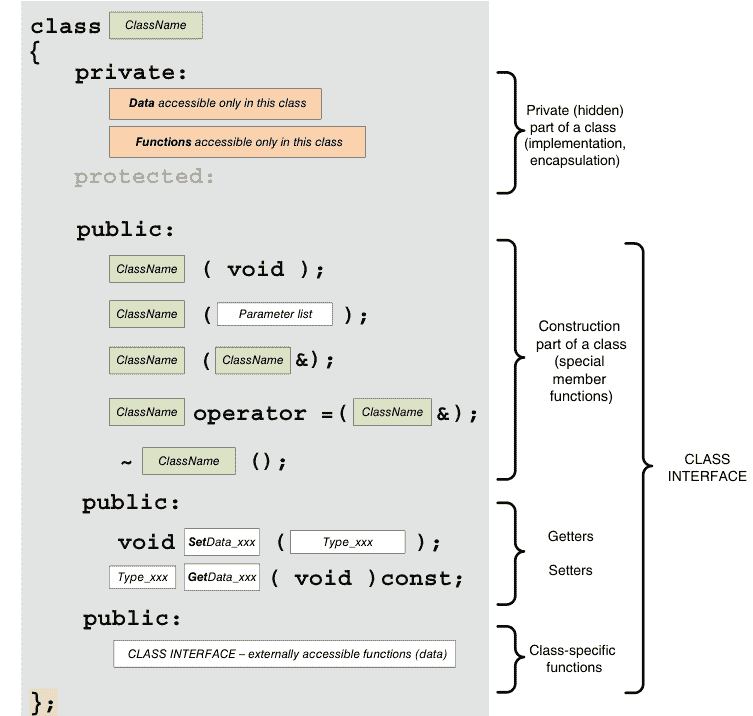 class ClassName
{
private:
Data accessible only in this class
Functions accessible only in this class
protected:
Private (hidden)
part of a class
(implementation,
encapsulation)
public:
ClassName ( void );
ClassName ( Parameter list );
ClassName (ClassName &);
ClassName operator =( ClassName &);
~ ClassName ();
Construction
part of a class
(special
member
functions)
public:
void SetData_xxx ( Type_xxx );
Type_xxx GetData_xxx ( void )const;
Getters
Setters
public:
CLASS INTERFACE – externally accessible functions (data)
Class-specific
functions
CLASS
INTERFACE
};